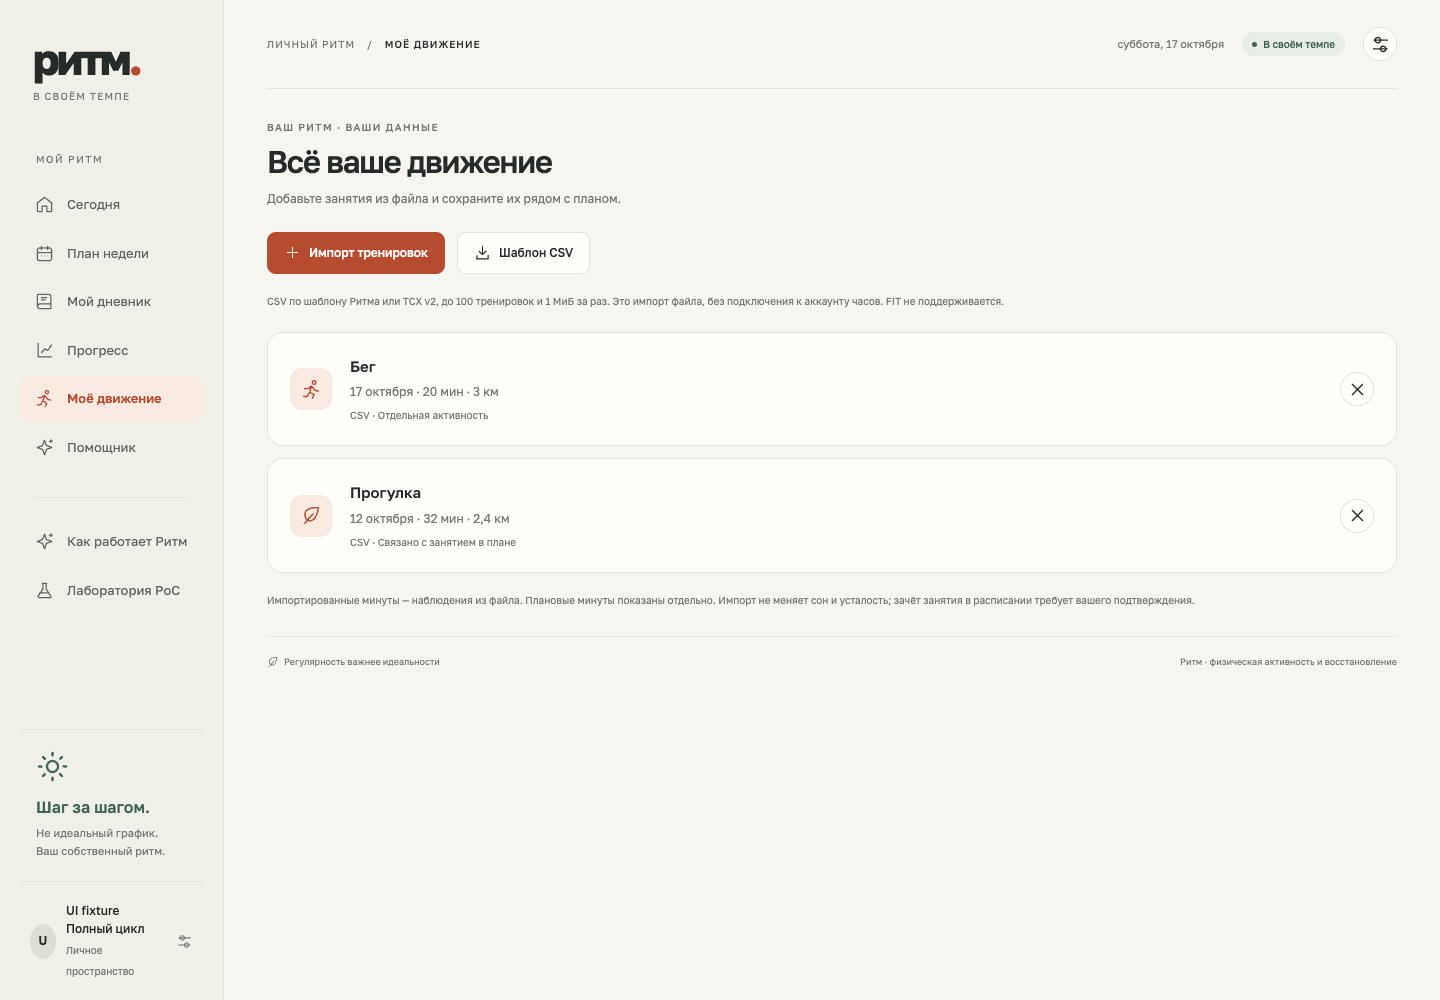 ритм.
В СВОЁМ ТЕМПЕ
МОЙ РИТМ
Сегодня
План недели
Мой дневник
Прогресс
Моё движение
Помощник
Как работает Ритм
Лаборатория PoC
Шаг за шагом.
Не идеальный график.
Ваш собственный ритм.
U
UI fixture
Полный цикл
Личное
пространство
ЛИЧНЫЙ РИТМ / МОЁ ДВИЖЕНИЕ
суббота, 17 октября
В своём темпе
ВАШ РИТМ · ВАШИ ДАННЫЕ
Всё ваше движение
Добавьте занятия из файла и сохраните их рядом с планом.
Импорт тренировок
Шаблон CSV
CSV по шаблону Ритма или TCX v2, до 100 тренировок и 1 МиБ за раз. Это импорт файла, без подключения к аккаунту часов. FIT не поддерживается.
Бег
17 октября · 20 мин · 3 км
CSV · Отдельная активность
Прогулка
12 октября · 32 мин · 2,4 км
CSV · Связано с занятием в плане
Импортированные минуты — наблюдения из файла. Плановые минуты показаны отдельно. Импорт не меняет сон и усталость; зачёт занятия в расписании требует вашего подтверждения.
Регулярность важнее идеальности
Ритм · физическая активность и восстановление